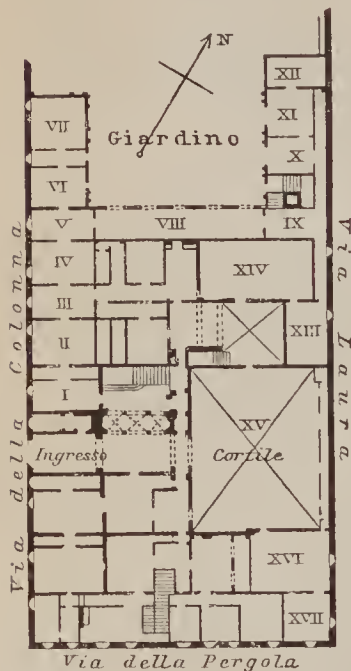 N
XII
VII
XI
Giardino
X
VI
V
VIII
IX
IV
XIV
III
XIII
II
I
XV
Ingresso
Cortile
XVI
XVII
Via della Colonna
Via Laura
Via della Pergola